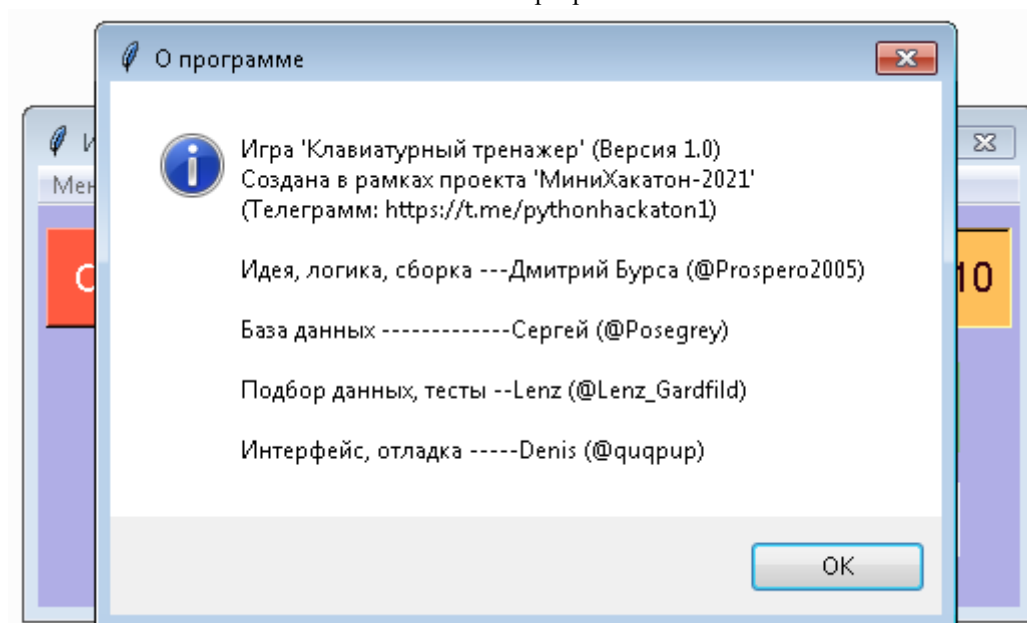 О программе
Игра 'Клавиатурный тренажер' (Версия 1.0)
Создана в рамках проекта 'МиниХакатон-2021'
(Телеграмм: https://t.me/pythonhackaton1)
Идея, логика, сборка ---Дмитрий Бурса (@Prospero2005)
База данных -------------Сергей (@Posegrey)
Подбор данных, тесты --Lenz (@Lenz_Gardfild)
Интерфейс, отладка -----Denis (@quqpup)
10
OK